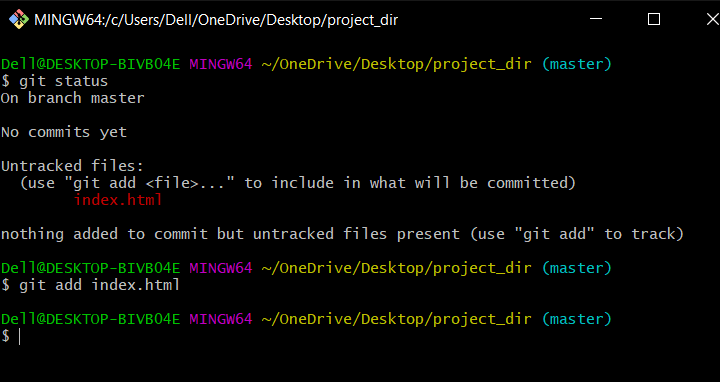 MINGW64:/c/Users/Dell/OneDrive/Desktop/project_dir
Dell@DESKTOP-BIVBO4E MINGW64 ~/OneDrive/Desktop/project_dir (master)
$ git status
On branch master
No commits yet
Untracked files:
  (use "git add <file>..." to include in what will be committed)
        index.html
nothing added to commit but untracked files present (use "git add" to track)
Dell@DESKTOP-BIVBO4E MINGW64 ~/OneDrive/Desktop/project_dir (master)
$ git add index.html
Dell@DESKTOP-BIVBO4E MINGW64 ~/OneDrive/Desktop/project_dir (master)
$